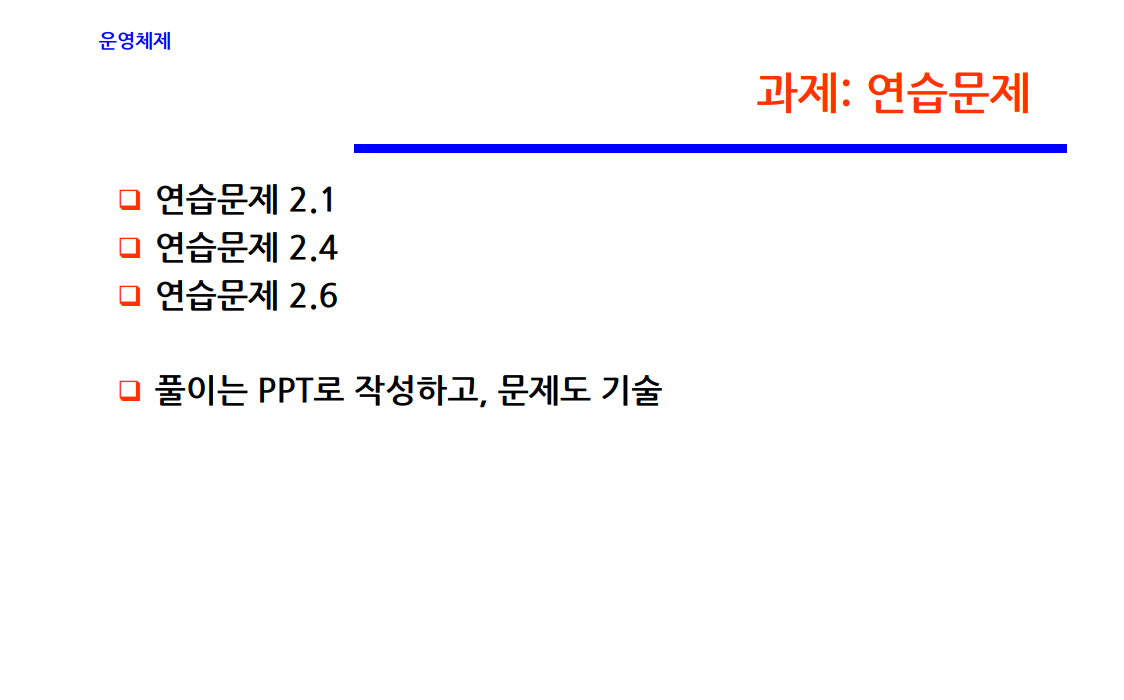 운영체제
과제: 연습문제
연습문제 2.1
연습문제 2.4
연습문제 2.6
풀이는 PPT로 작성하고, 문제도 기술